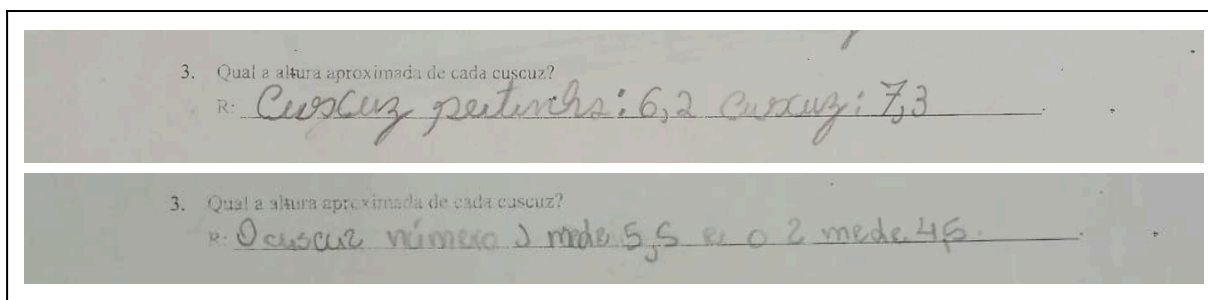 3. Qual a altura aproximada de cada cuscuz?
R: Cuscuz peitinho: 6,2 cuscuz: 7,3
3. Qual a altura aproximada de cada cuscuz?
R: O cuscuz número 1 mede 5,5 e o 2 mede 4,5.